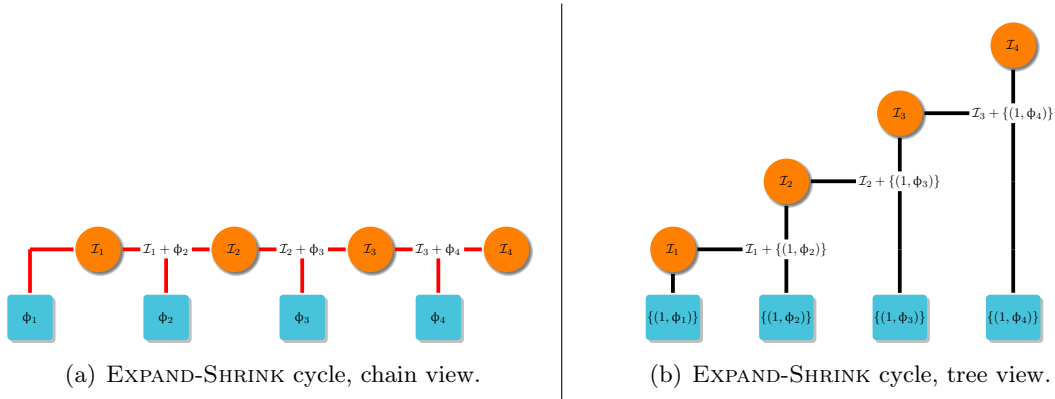 ℐ₁
ℐ₁ + ϕ₂
ℐ₂
ℐ₂ + ϕ₃
ℐ₃
ℐ₃ + ϕ₄
ℐ₄
ϕ₁
ϕ₂
ϕ₃
ϕ₄
(a) EXPAND-SHRINK cycle, chain view.
ℐ₄
ℐ₃
ℐ₃ + {(1, ϕ₄)}
ℐ₂
ℐ₂ + {(1, ϕ₃)}
ℐ₁
ℐ₁ + {(1, ϕ₂)}
{(1, ϕ₁)}
{(1, ϕ₂)}
{(1, ϕ₃)}
{(1, ϕ₄)}
(b) EXPAND-SHRINK cycle, tree view.